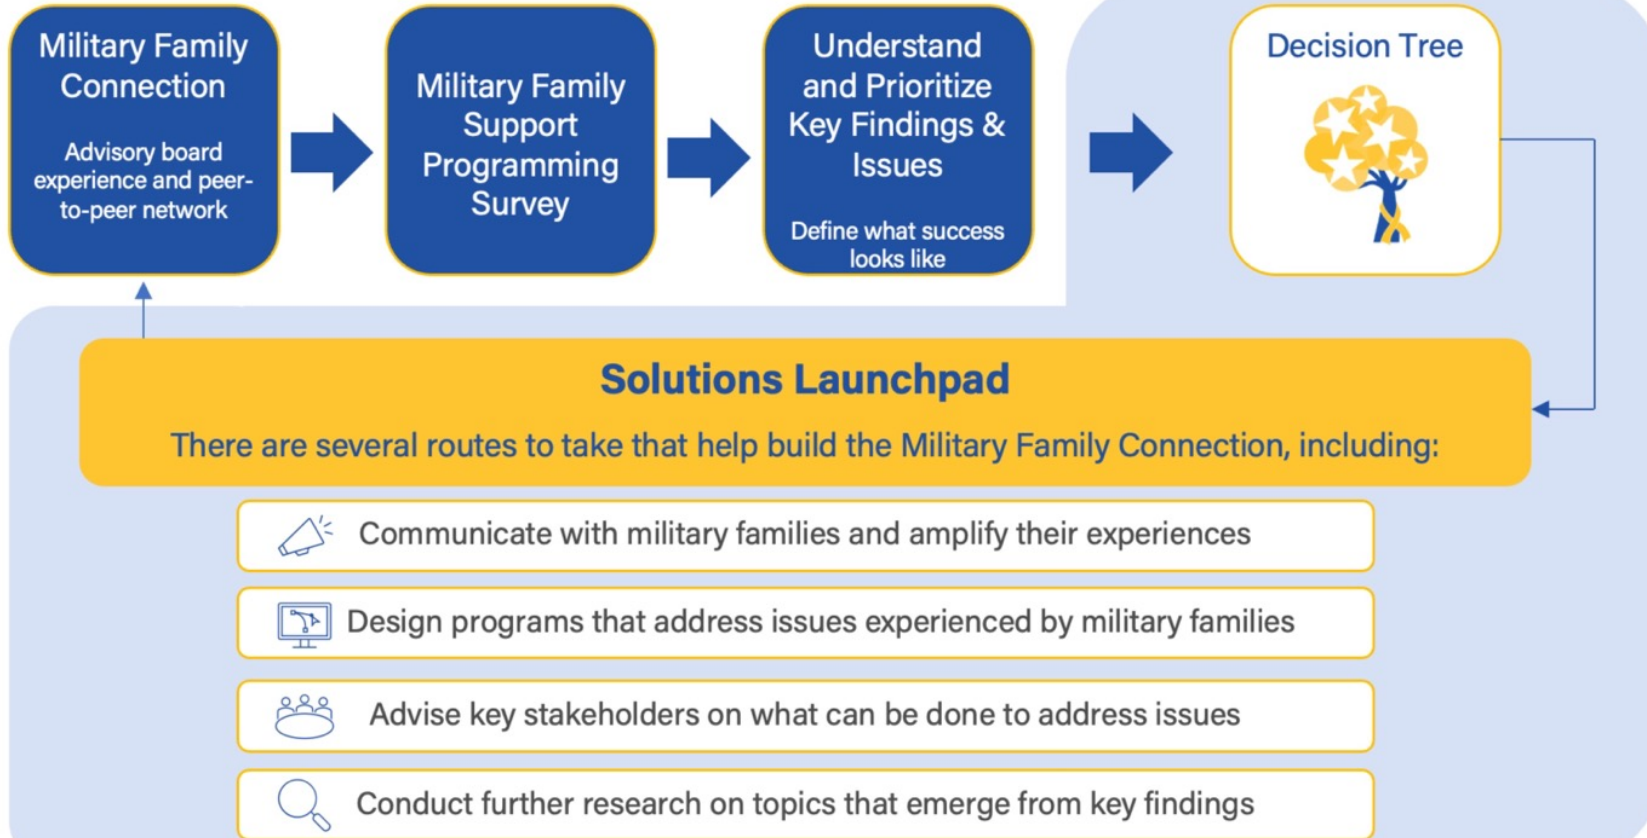 Military Family
Connection
Advisory board
experience and peer-
to-peer network
Military Family
Support
Programming
Survey
Understand
and Prioritize
Key Findings &
Issues
Define what success
looks like
Decision Tree
Solutions Launchpad
There are several routes to take that help build the Military Family Connection, including:
Communicate with military families and amplify their experiences
Design programs that address issues experienced by military families
Advise key stakeholders on what can be done to address issues
Conduct further research on topics that emerge from key findings